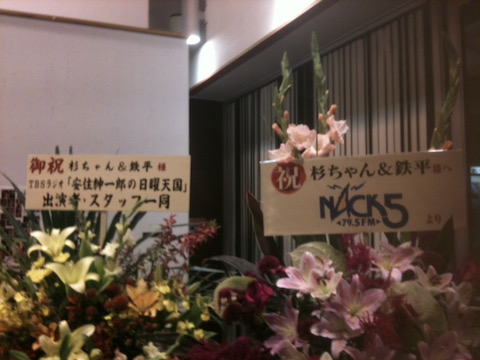 御祝 杉ちゃん&鉄平 様
TBSラジオ「安住紳一郎の日曜天国」
出演者・スタッフ一同
祝 杉ちゃん&鉄平 様へ
NACK5
79.5FM
より